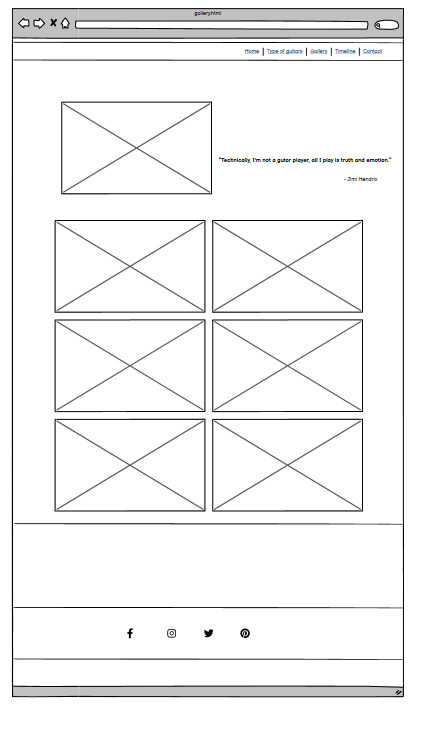 gallery.html
Home | Type of guitars | Gallery | Timeline | Contact
"Technically, I'm not a gutar player, all I play is truth and emotion."
- Jimi Hendrix